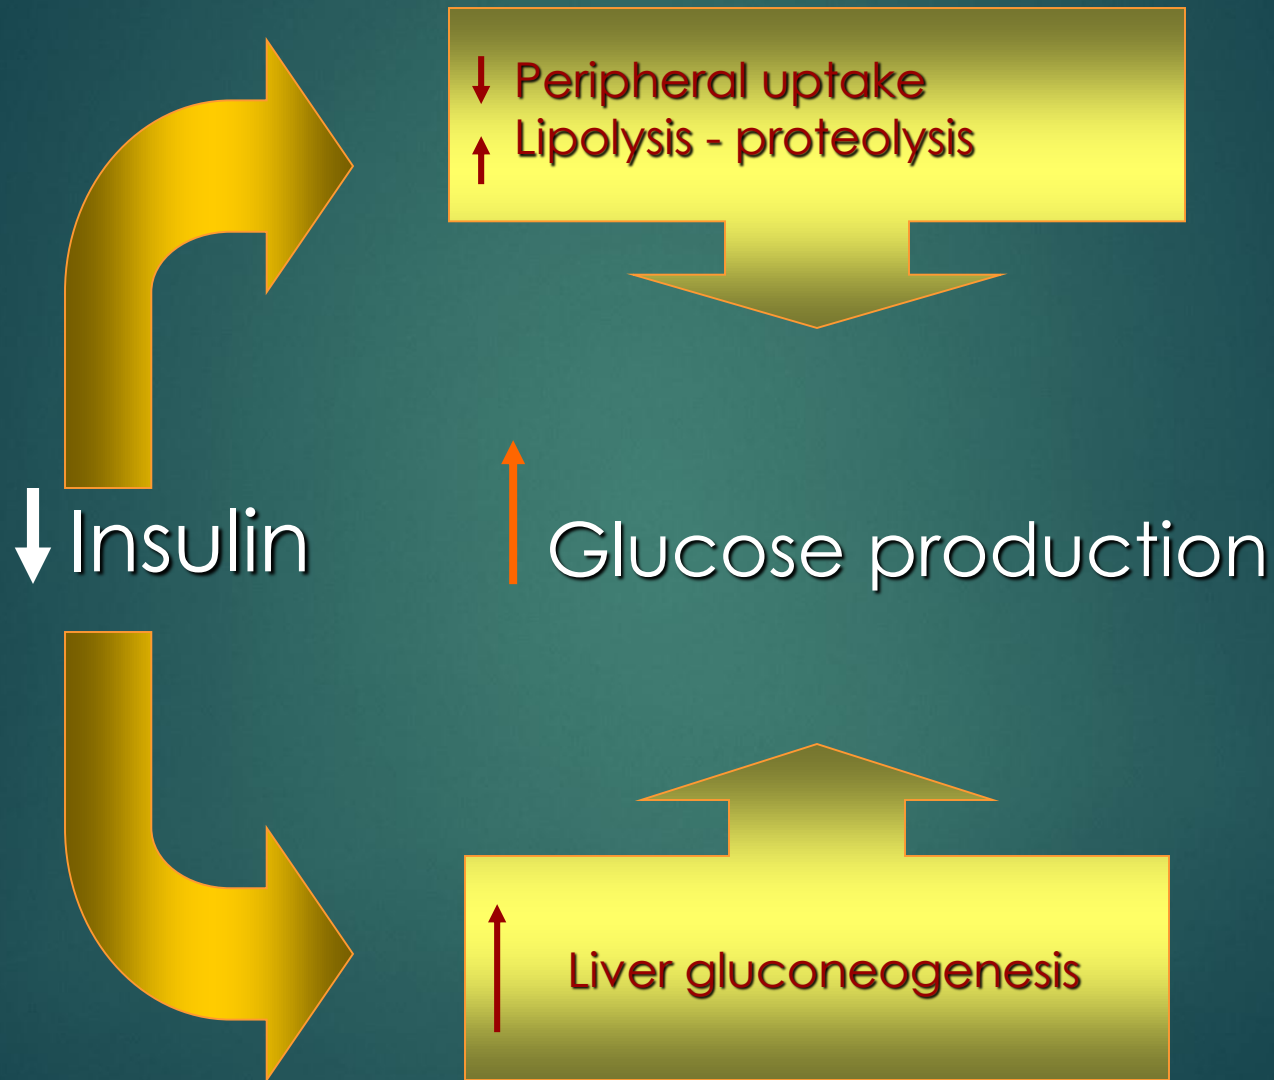 Peripheral uptake
Lipolysis - proteolysis
Insulin
Glucose production
Liver gluconeogenesis